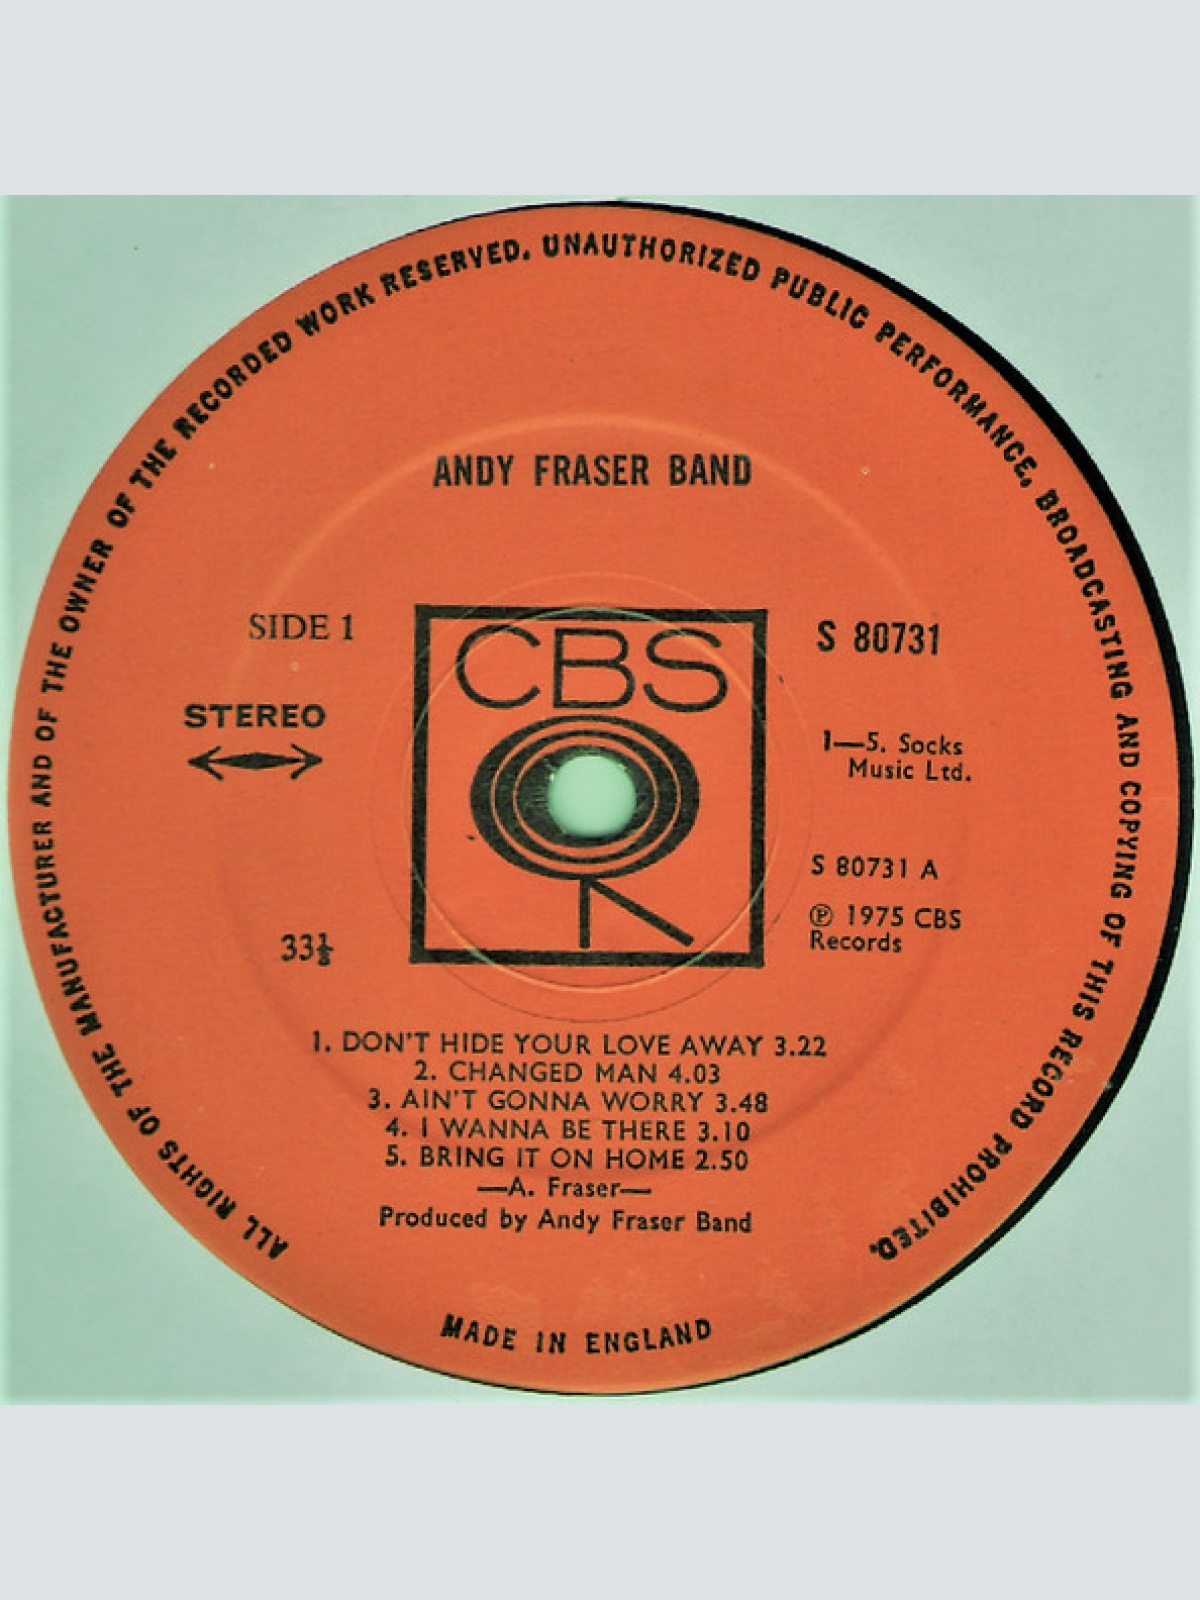 ALL RIGHTS OF THE MANUFACTURER AND OF THE OWNER OF THE RECORDED WORK RESERVED. UNAUTHORIZED PUBLIC PERFORMANCE, BROADCASTING AND COPYING OF THIS RECORD PROHIBITED.
ANDY FRASER BAND
SIDE 1
CBS
S 80731
STEREO
1—5. Socks
Music Ltd.
S 80731 A
℗ 1975 CBS
Records
33⅓
1. DON'T HIDE YOUR LOVE AWAY 3.22
2. CHANGED MAN 4.03
3. AIN'T GONNA WORRY 3.48
4. I WANNA BE THERE 3.10
5. BRING IT ON HOME 2.50
—A. Fraser—
Produced by Andy Fraser Band
MADE IN ENGLAND